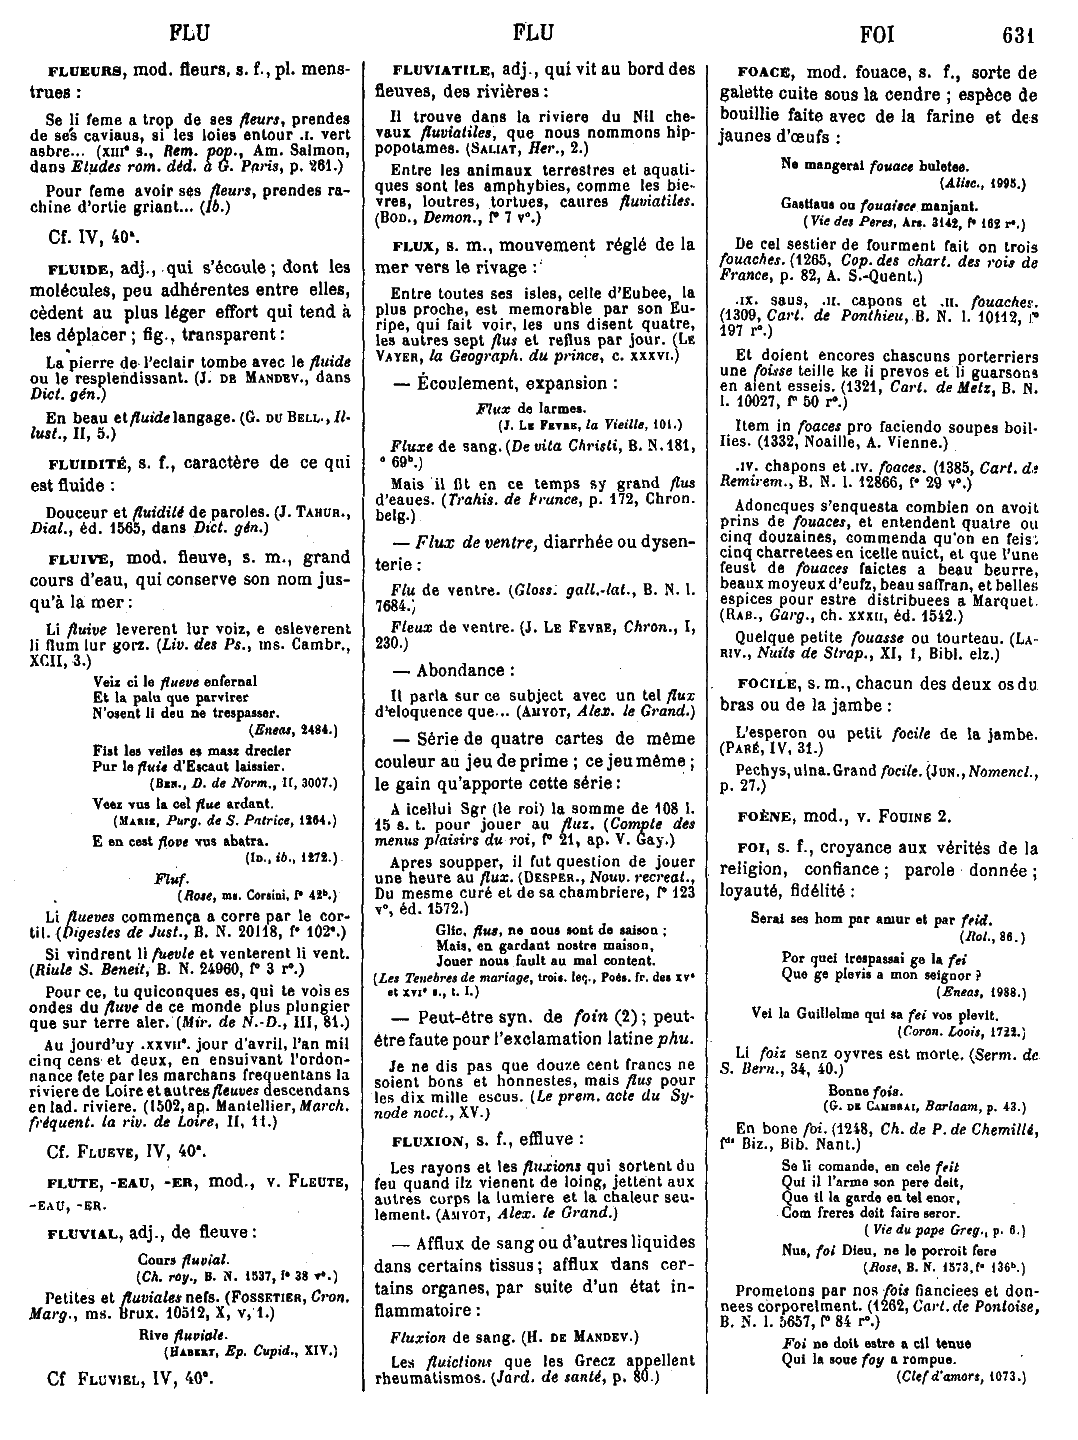 FLU
FLU
FOI 631
FLUEURS, mod. fleurs, s. f., pl. mens-
trues :
Se li feme a trop de ses fleurs, prendes
de ses caviaus, si les loies entour .I. vert
asbre... (XIIIe s., Rem. pop., Am. Salmon,
dans Etudes rom. déd. à G. Paris, p. 261.)
Pour feme avoir ses fleurs, prendes ra-
chine d'ortie griant... (Ib.)
Cf. IV, 40a.
FLUIDE, adj., qui s'écoule ; dont les
molécules, peu adhérentes entre elles,
cèdent au plus léger effort qui tend à
les déplacer ; fig., transparent :
La pierre de l'eclair tombe avec le fluide
ou le resplendissant. (J. DE MANDEV., dans
Dict. gén.)
En beau et fluide langage. (G. DU BELL., Il-
lust., II, 5.)
FLUIDITÉ, s. f., caractère de ce qui
est fluide :
Douceur et fluidité de paroles. (J. TAHUR.,
Dial., éd. 1565, dans Dict. gén.)
FLUIVE, mod. fleuve, s. m., grand
cours d'eau, qui conserve son nom jus-
qu'à la mer :
Li fluive leverent lur voiz, e esleverent
li flum lur gorz. (Liv. des Ps., ms. Cambr.,
XCII, 3.)
Veiz ci le flueve enfernal
Et la palu que parvirer
N'osent li deu ne trespasser.
(Eneas, 2484.)
Fist les veiles es masz drecier
Pur le fluie d'Escaut laissier.
(BEN., D. de Norm., II, 3007.)
Veez vus la cel flue ardant.
(MARIE, Purg. de S. Patrice, 1264.)
E en cest flove vus abatra.
(ID., ib., 1272.)
Fluf.
(Rose, ms. Corsini, f° 42b.)
Li flueves commença a corre par le cor-
til. (Digestes de Just., B. N. 20118, f° 102a.)
Si vindrent li fuevle et venterent li vent.
(Riule S. Beneit, B. N. 24960, f° 3 r°.)
Pour ce, tu quiconques es, qui te vois es
ondes du fluve de ce monde plus plungier
que sur terre aler. (Mir. de N.-D., III, 81.)
Au jourd'uy .XXVIIe. jour d'avril, l'an mil
cinq cens et deux, en ensuivant l'ordon-
nance fete par les marchans frequentans la
riviere de Loire et autres fleuves descendans
en lad. riviere. (1502, ap. Mantellier, March.
fréquent. la riv. de Loire, II, 11.)
Cf. FLUEVE, IV, 40a.
FLUTE, -EAU, -ER, mod., v. FLEUTE,
-EAU, -ER.
FLUVIAL, adj., de fleuve :
Cours fluvial.
(Ch. roy., B. N. 1537, f° 38 v°.)
Petites et fluviales nefs. (FOSSETIER, Cron.
Marg., ms. Brux. 10512, X, v, 1.)
Rive fluviale.
(HABERT, Ep. Cupid., XIV.)
Cf FLUVIEL, IV, 40c.
FLUVIATILE, adj., qui vit au bord des
fleuves, des rivières :
Il trouve dans la riviere du Nil che-
vaux fluviatiles, que nous nommons hip-
popotames. (SALIAT, Her., 2.)
Entre les animaux terrestres et aquati-
ques sont les amphybies, comme les bie-
vres, loutres, tortues, canres fluviatiles.
(BOD., Demon., f° 7 v°.)
FLUX, s. m., mouvement réglé de la
mer vers le rivage :
Entre toutes ses isles, celle d'Eubee, la
plus proche, est memorable par son Eu-
ripe, qui fait voir, les uns disent quatre,
les autres sept flus et reflus par jour. (LE
VAYER, la Geograph. du prince, c. XXXVI.)
— Écoulement, expansion :
Flux de larmes.
(J. LE FEVRE, la Vieille, 101.)
Fluxe de sang. (De vita Christi, B. N. 181,
° 69b.)
Mais il fit en ce temps sy grand flus
d'eaues. (Trahis. de France, p. 172, Chron.
belg.)
— Flux de ventre, diarrhée ou dysen-
terie :
Flu de ventre. (Gloss. gall.-lat., B. N. l.
7684.)
Fleux de ventre. (J. LE FEVRE, Chron., I,
230.)
— Abondance :
Il parla sur ce subject avec un tel flux
d'eloquence que... (AMYOT, Alex. le Grand.)
— Série de quatre cartes de même
couleur au jeu de prime ; ce jeu même ;
le gain qu'apporte cette série :
A icellui Sgr (le roi) la somme de 108 l.
15 s. t. pour jouer au fluz. (Compte des
menus plaisirs du roi, f° 21, ap. V. Gay.)
Apres soupper, il fut question de jouer
une heure au flux. (DESPER., Nouv. recreat.,
Du mesme curé et de sa chambriere, f° 123
v°, éd. 1572.)
Glic, flus, ne nous sont de saison ;
Mais, en gardant nostre maison,
Jouer nous fault au mal content.
(Les Tenebres de mariage, trois. leç., Poés. fr. des XVe
et XVIe s., t. I.)
— Peut-être syn. de foin (2) ; peut-
être faute pour l'exclamation latine phu.
Je ne dis pas que douze cent francs ne
soient bons et honnestes, mais flus pour
les dix mille escus. (Le prem. acte du Sy-
node noct., XV.)
FLUXION, s. f., effluve :
Les rayons et les fluxions qui sortent du
feu quand ilz vienent de loing, jettent aux
autres corps la lumiere et la chaleur seu-
lement. (AMYOT, Alex. le Grand.)
— Afflux de sang ou d'autres liquides
dans certains tissus ; afflux dans cer-
tains organes, par suite d'un état in-
flammatoire :
Fluxion de sang. (H. DE MANDEV.)
Les fluictions que les Grecz appellent
rheumatismos. (Jard. de santé, p. 80.)
FOACE, mod. fouace, s. f., sorte de
galette cuite sous la cendre ; espèce de
bouillie faite avec de la farine et des
jaunes d'œufs :
Ne mangerai fouace buletee.
(Alisc., 1995.)
Gastiaus ou fouaisce manjant.
(Vie des Peres, Ars. 3142, f° 162 r°.)
De cel sestier de fourment fait on trois
fouaches. (1265, Cop. des chart. des rois de
France, p. 82, A. S.-Quent.)
.IX. saus, .II. capons et .II. fouaches.
(1309, Cart. de Ponthieu, B. N. l. 10112, f°
197 r°.)
Et doient encores chascuns porterriers
une foisse teille ke li prevos et li guarsons
en aient esseis. (1321, Cart. de Metz, B. N.
l. 10027, f° 50 r°.)
Item in foaces pro faciendo soupes boil-
lies. (1332, Noaille, A. Vienne.)
.IV. chapons et .IV. foaces. (1385, Cart. de
Remirem., B. N. l. 12866, f° 29 v°.)
Adoncques s'enquesta combien on avoit
prins de fouaces, et entendent quatre ou
cinq douzaines, commenda qu'on en feist
cinq charretees en icelle nuict, et que l'une
feust de fouaces faictes a beau beurre,
beaux moyeux d'eufz, beau saffran, et belles
espices pour estre distribuees a Marquet.
(RAB., Garg., ch. XXXII, éd. 1542.)
Quelque petite fouasse ou tourteau. (LA-
RIV., Nuits de Strap., XI, I, Bibl. elz.)
FOCILE, s. m., chacun des deux os du
bras ou de la jambe :
L'esperon ou petit focile de la jambe.
(PARÉ, IV, 31.)
Pechys, ulna. Grand focile. (JUN., Nomencl.,
p. 27.)
FOÈNE, mod., v. FOUINE 2.
FOI, s. f., croyance aux vérités de la
religion, confiance ; parole donnée ;
loyauté, fidélité :
Serai ses hom par amur et par feid.
(Rol., 86.)
Por quei trespassai ge la fei
Que ge plevis a mon seignor ?
(Eneas, 1988.)
Vei la Guillelme qui sa fei vos plevit.
(Coron. Loois, 1722.)
Li foiz senz oyvres est morte. (Serm. de
S. Bern., 34, 40.)
Bonne fois.
(G. DE CAMBRAI, Barlaam, p. 43.)
En bone foi. (1248, Ch. de P. de Chemillé,
fds Biz., Bib. Nant.)
Se li comande, en cele feit
Qui il l'arme son pere deit,
Que il la garde en tel enor,
Com freres doit faire seror.
(Vie du pape Greg., p. 6.)
Nus, foi Dieu, ne le porroit fere
(Rose, B. N. 1573, f° 136b.)
Prometons par nos fois fianciees et don-
nees corporelment. (1262, Cart. de Pontoise,
B. N. l. 5657, f° 84 r°.)
Foi ne doit estre a cil tenue
Qui la soue foy a rompue.
(Clef d'amors, 1073.)